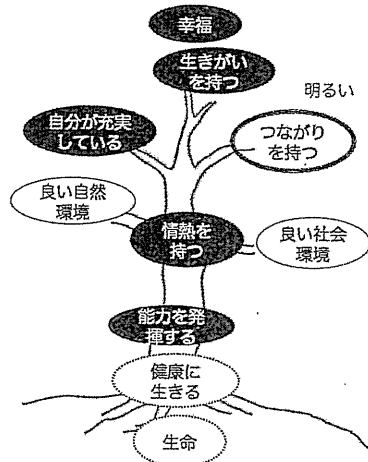 幸福
生きがい
を持つ
明るい
自分が充実
している
つながり
を持つ
良い自然
環境
情熱を
持つ
良い社会
環境
能力を発
揮する
健康に
生きる
生命